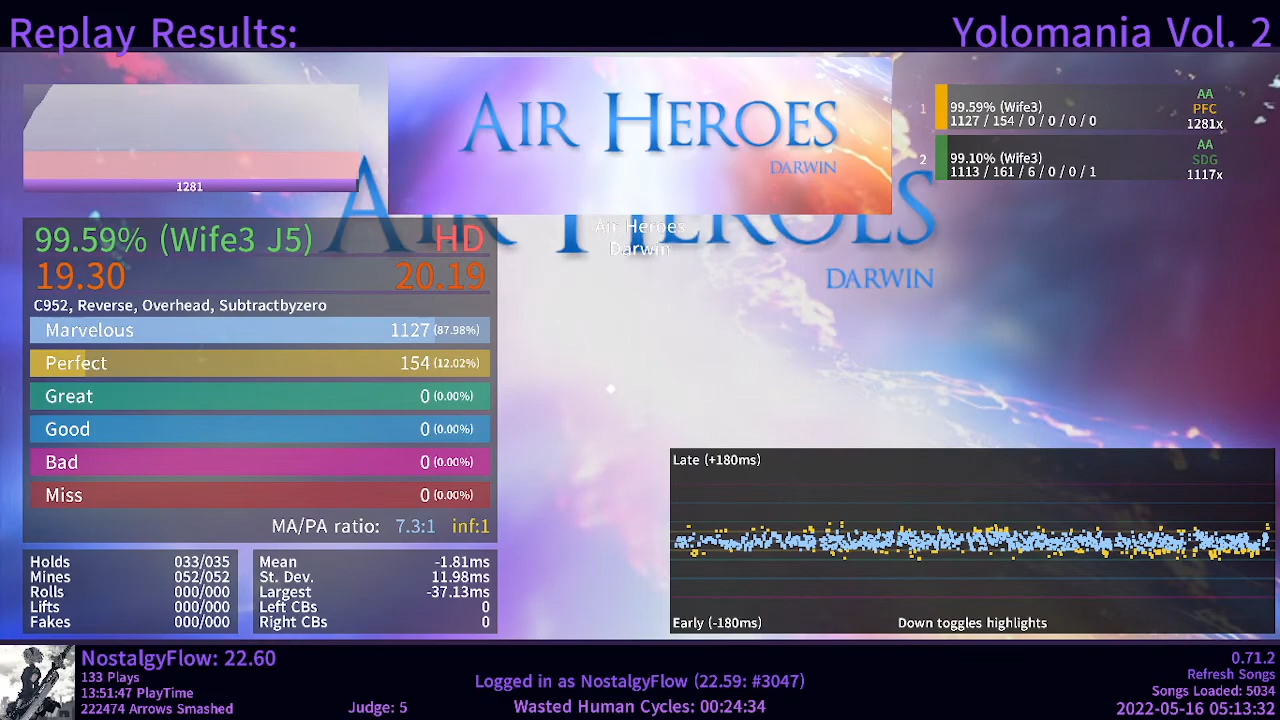 Replay Results:
Yolomania Vol. 2
1281
AIR HEROES
DARWIN
1 99.59% (Wife3) AA
PFC
1127 / 154 / 0 / 0 / 0 / 0 1281x
2 99.10% (Wife3) AA
SDG
1113 / 161 / 6 / 0 / 0 / 1 1117x
AIR HEROES
DARWIN
Air Heroes
Darwin
99.59% (Wife3 J5) HD
19.30 20.19
C952, Reverse, Overhead, Subtractbyzero
Marvelous 1127 (87.98%)
Perfect 154 (12.02%)
Great 0 (0.00%)
Good 0 (0.00%)
Bad 0 (0.00%)
Miss 0 (0.00%)
MA/PA ratio: 7.3:1 inf:1
Holds 033/035
Mines 052/052
Rolls 000/000
Lifts 000/000
Fakes 000/000
Mean -1.81ms
St. Dev. 11.98ms
Largest -37.13ms
Left CBs 0
Right CBs 0
Late (+180ms)
Early (-180ms) Down toggles highlights
NostalgyFlow: 22.60
133 Plays
13:51:47 PlayTime
222474 Arrows Smashed
Judge: 5
Logged in as NostalgyFlow (22.59: #3047)
Wasted Human Cycles: 00:24:34
0.71.2
Refresh Songs
Songs Loaded: 5034
2022-05-16 05:13:32